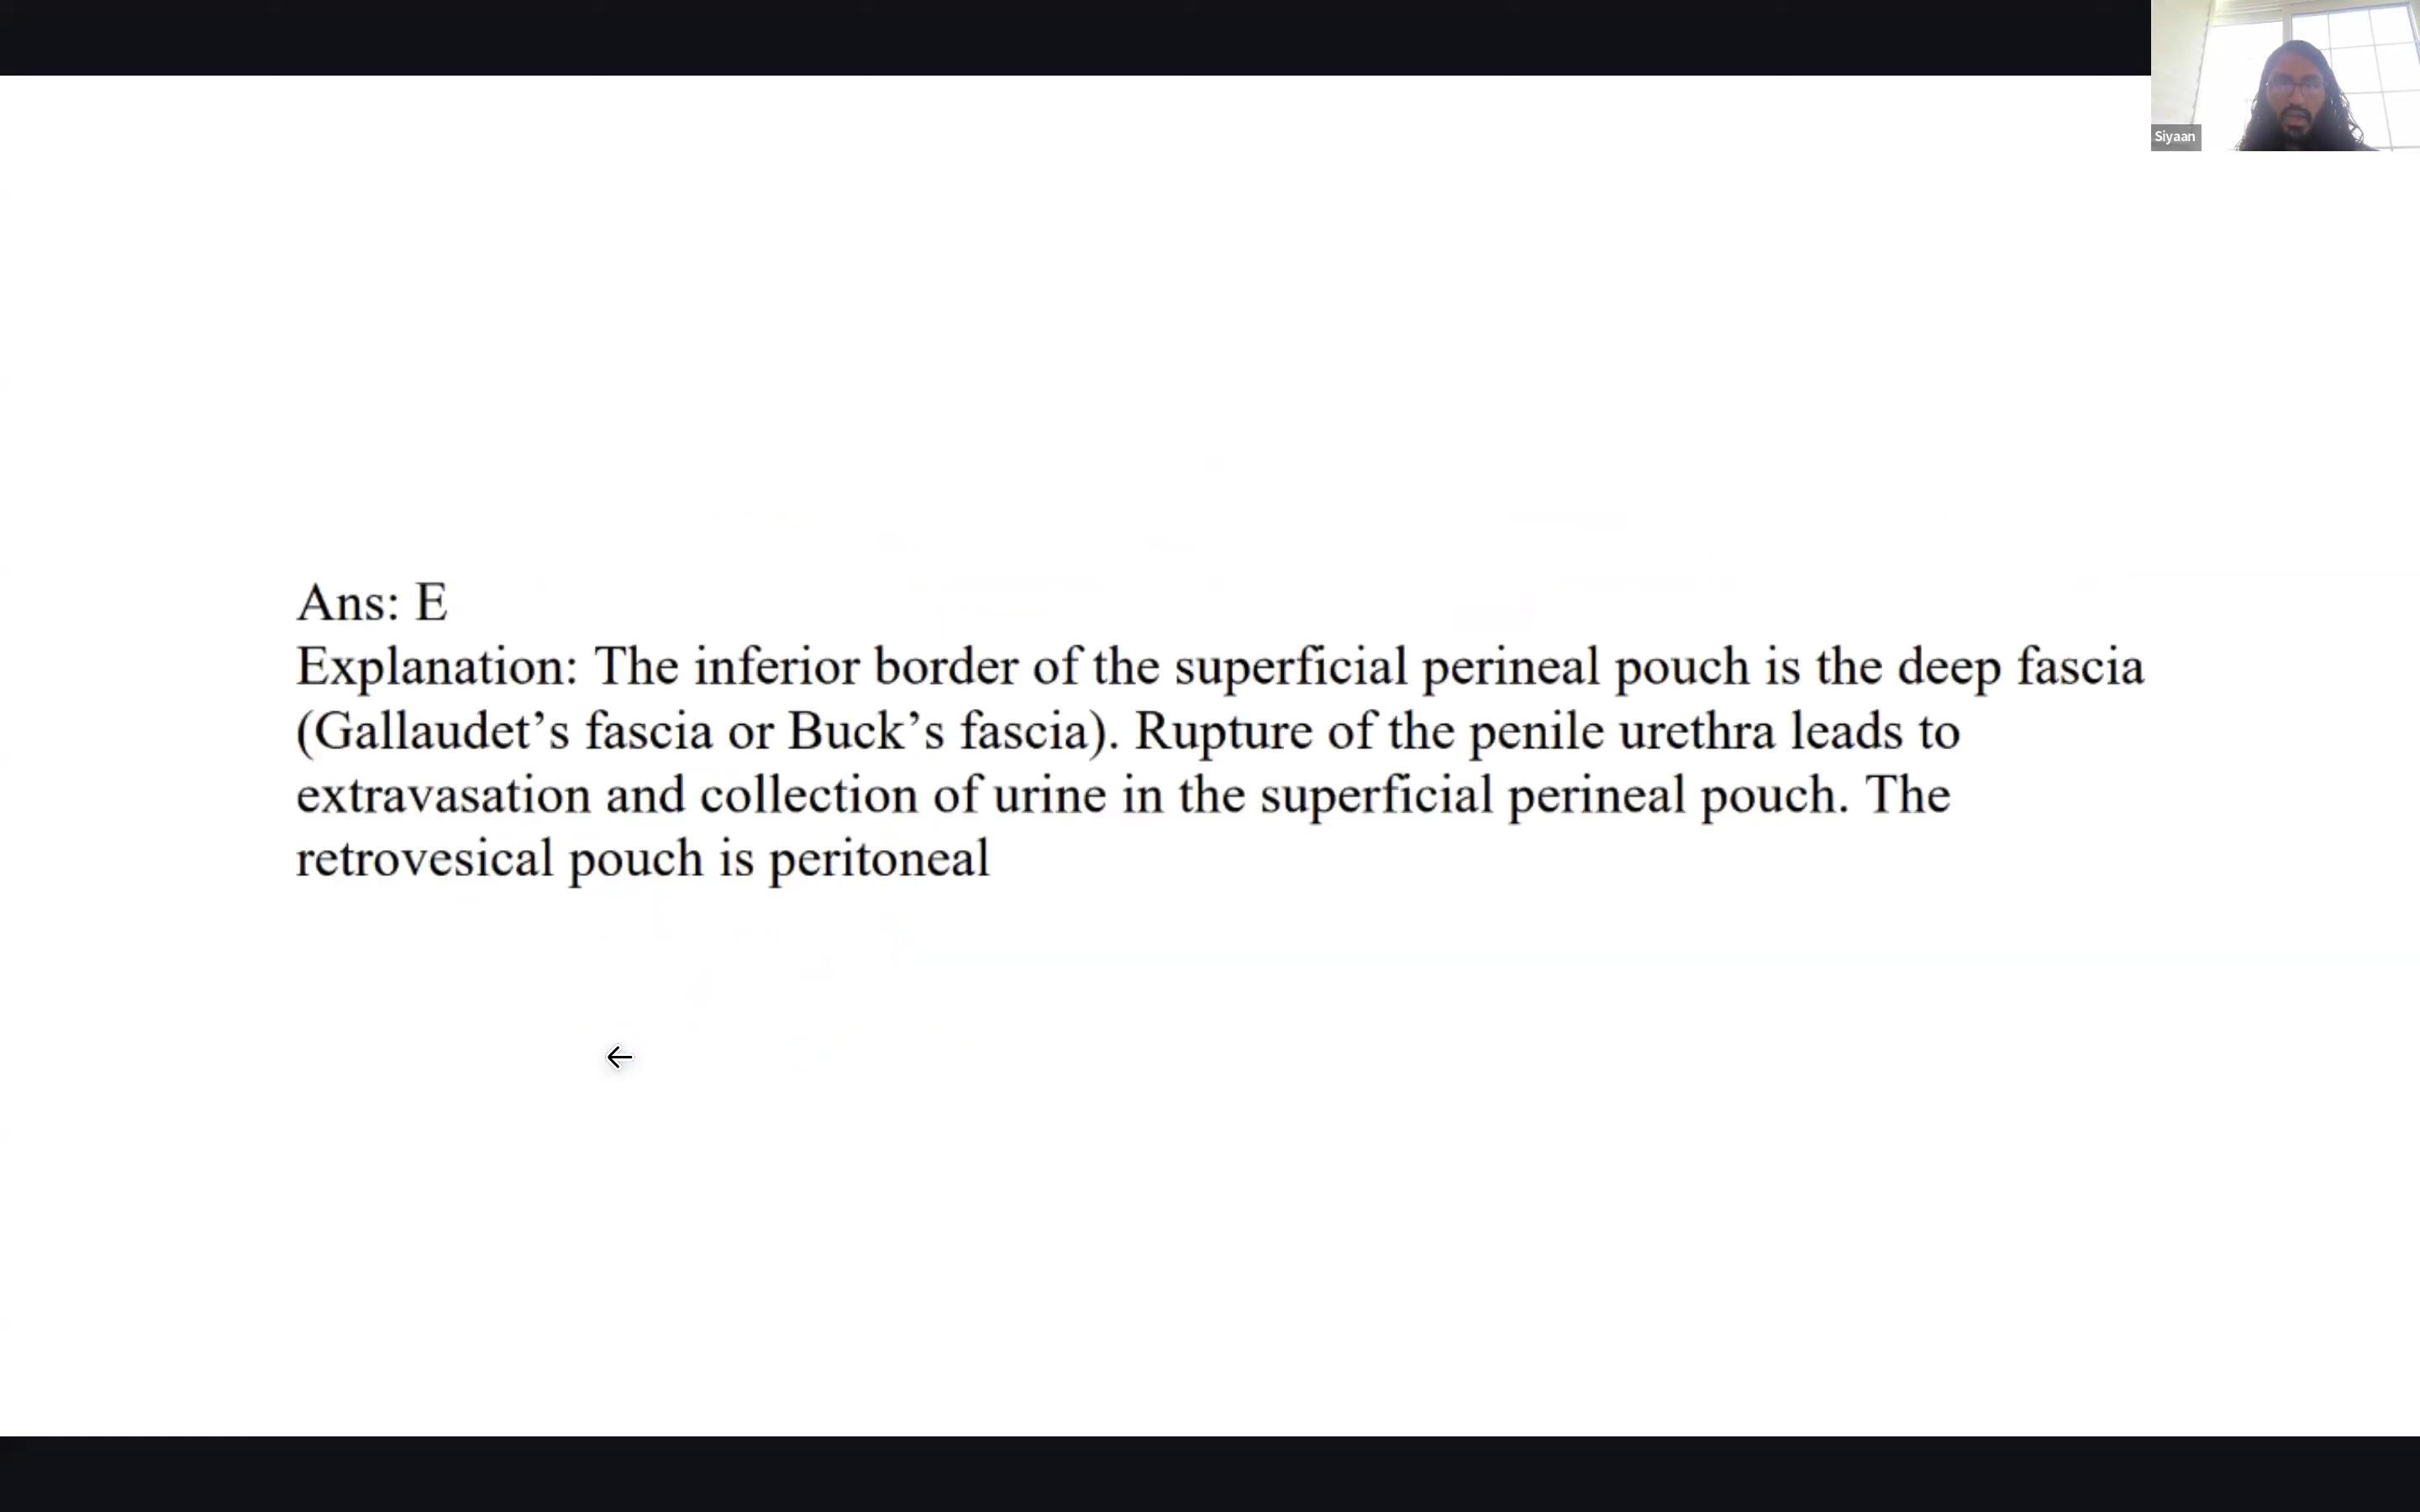 Siyaan
Ans: E
Explanation: The inferior border of the superficial perineal pouch is the deep fascia
(Gallaudet’s fascia or Buck’s fascia). Rupture of the penile urethra leads to
extravasation and collection of urine in the superficial perineal pouch. The
retrovesical pouch is peritoneal